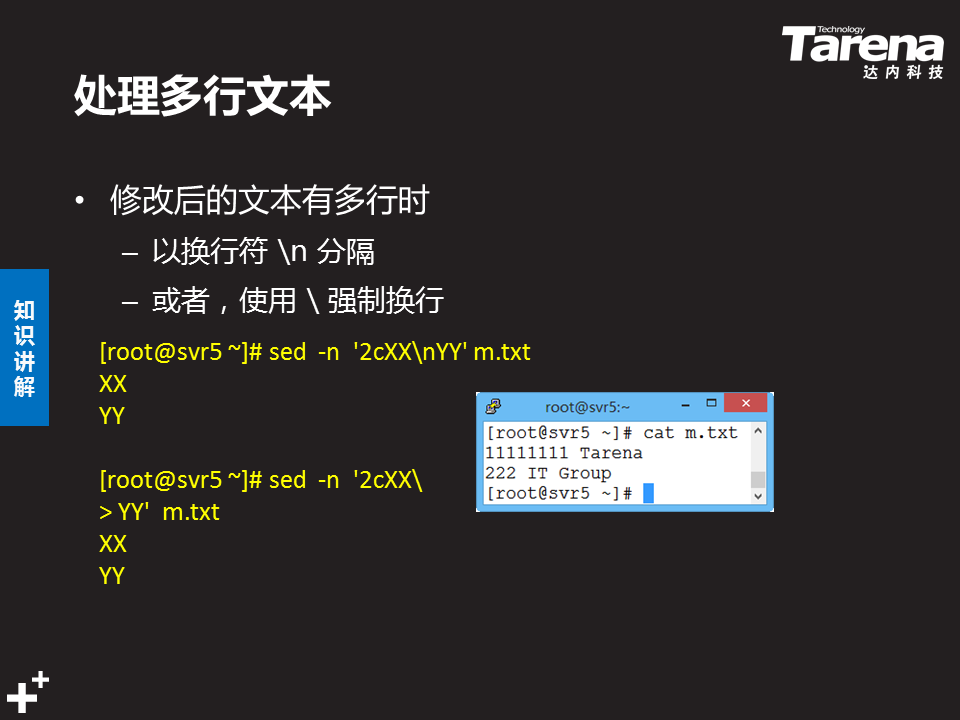 Technology
Tarena
达内科技
处理多行文本
• 修改后的文本有多行时
– 以换行符 \n 分隔
– 或者，使用 \ 强制换行
知识讲解
[root@svr5 ~]# sed -n '2cXX\nYY' m.txt
XX
YY
[root@svr5 ~]# sed -n '2cXX\
> YY' m.txt
XX
YY
root@svr5:~
[root@svr5 ~]# cat m.txt
11111111 Tarena
222 IT Group
[root@svr5 ~]#